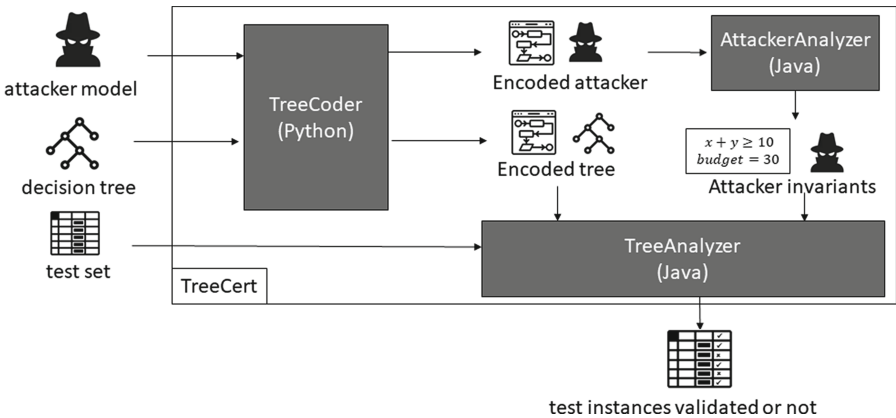 attacker model
decision tree
test set
TreeCoder
(Python)
Encoded attacker
Encoded tree
AttackerAnalyzer
(Java)
x + y ≥ 10
budget = 30
Attacker invariants
TreeAnalyzer
(Java)
TreeCert
test instances validated or not